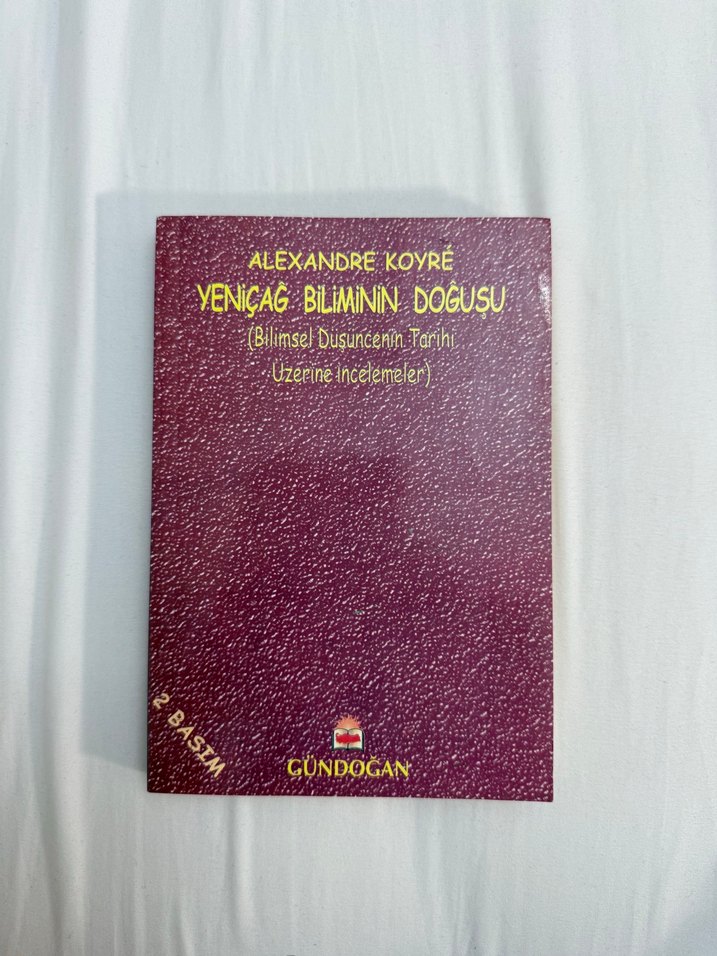 ALEXANDRE KOYRÉ
YENİÇAĞ BİLİMİNİN DOĞUŞU
(Bilimsel Düşüncenin Tarihi
Üzerine İncelemeler)
2 BASIM
GÜNDOĞAN